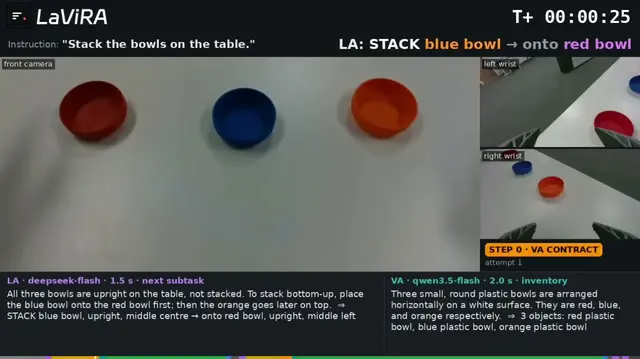 LaViRA
T+ 00:00:25
Instruction: "Stack the bowls on the table."
LA: STACK blue bowl → onto red bowl
front camera
left wrist
right wrist
STEP 0 · VA CONTRACT
attempt 1
LA · deepseek-flash · 1.5 s · next subtask
All three bowls are upright on the table, not stacked. To stack bottom-up, place
the blue bowl onto the red bowl first; then the orange goes later on top. ⇒
STACK blue bowl, upright, middle centre → onto red bowl, upright, middle left
VA · qwen3.5-flash · 2.0 s · inventory
Three small, round plastic bowls are arranged
horizontally on a white surface. They are red, blue,
and orange respectively. ⇒ 3 objects: red plastic
bowl, blue plastic bowl, orange plastic bowl